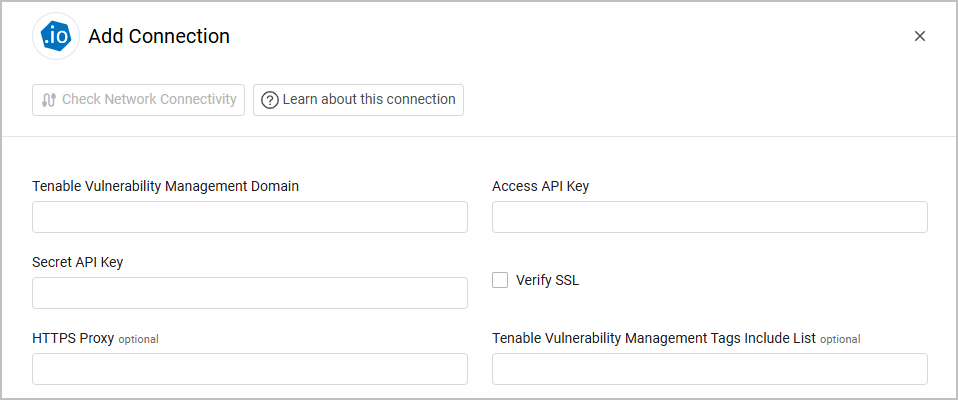 .io
Add Connection
Check Network Connectivity
Learn about this connection
Tenable Vulnerability Management Domain
Access API Key
Secret API Key
Verify SSL
HTTPS Proxy optional
Tenable Vulnerability Management Tags Include List optional